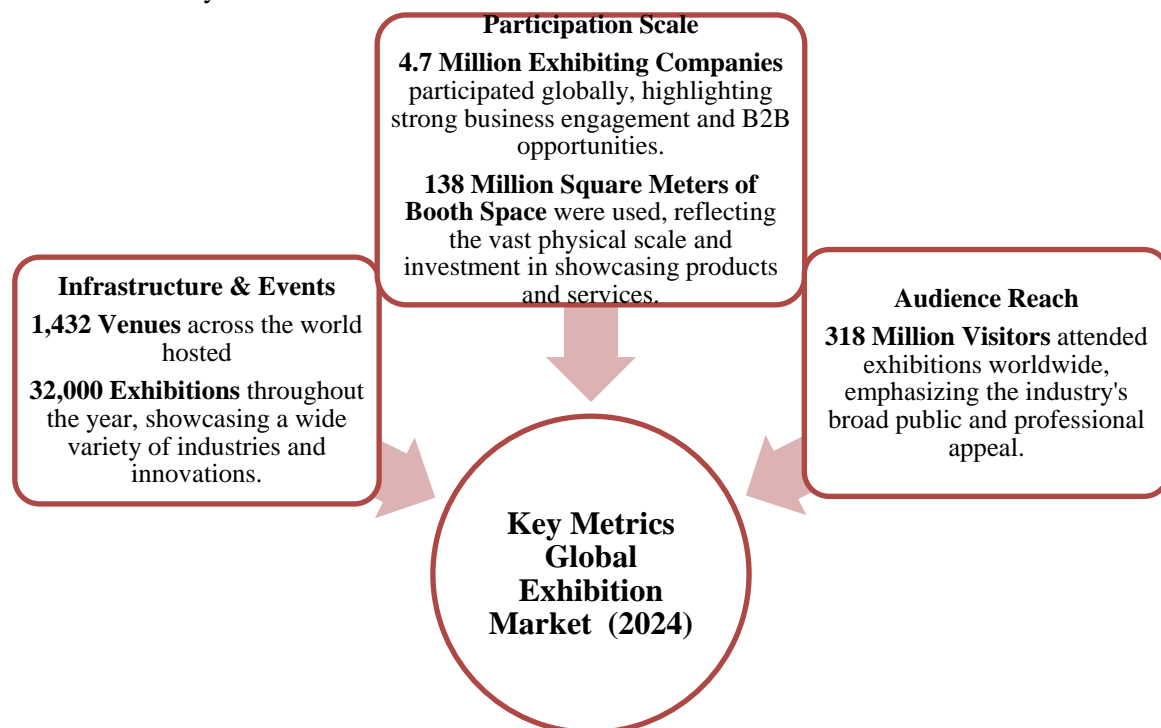 Participation Scale
4.7 Million Exhibiting Companies
participated globally, highlighting
strong business engagement and B2B
opportunities.
138 Million Square Meters of
Booth Space were used, reflecting
the vast physical scale and
investment in showcasing products
and services.
Infrastructure & Events
1,432 Venues across the world
hosted
32,000 Exhibitions throughout
the year, showcasing a wide
variety of industries and
innovations.
Audience Reach
318 Million Visitors attended
exhibitions worldwide,
emphasizing the industry's
broad public and professional
appeal.
Key Metrics
Global
Exhibition
Market (2024)